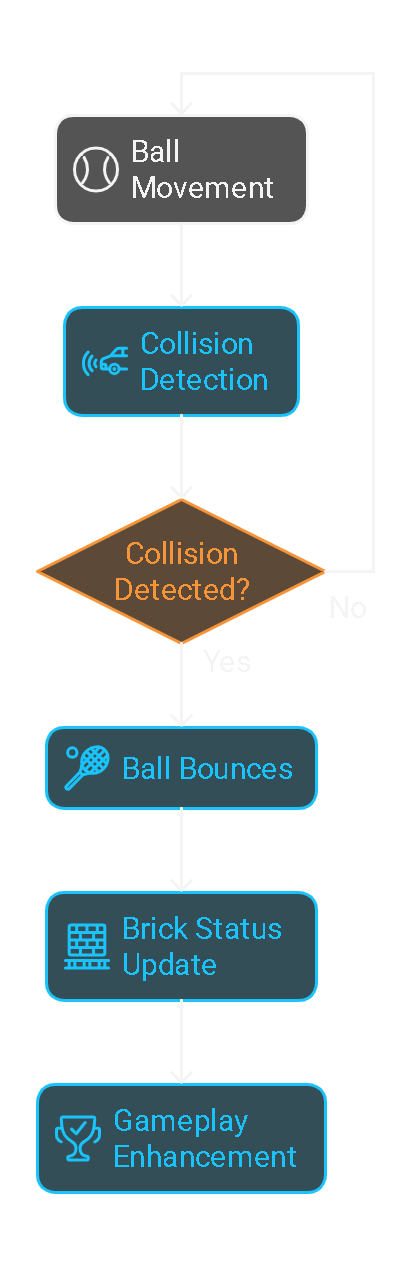 Ball
Movement
Collision
Detection
Collision
Detected?
No
Yes
Ball Bounces
Brick Status
Update
Gameplay
Enhancement